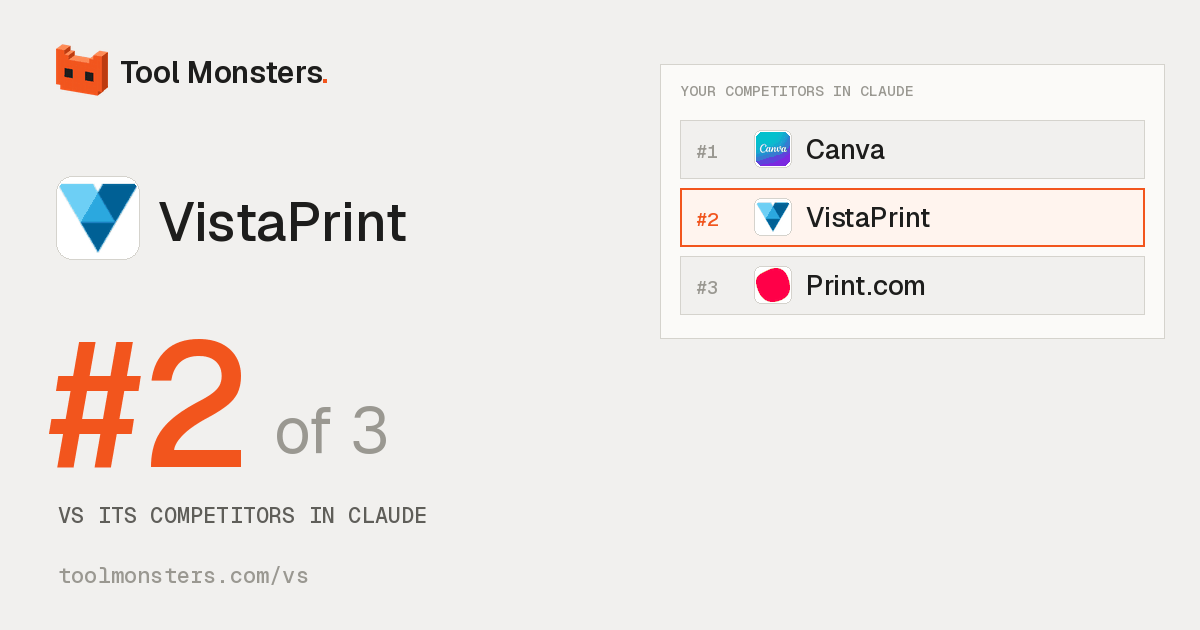 Tool Monsters.
VistaPrint
#2 of 3
VS ITS COMPETITORS IN CLAUDE
toolmonsters.com/vs
YOUR COMPETITORS IN CLAUDE
#1 Canva Canva
#2 VistaPrint
#3 Print.com